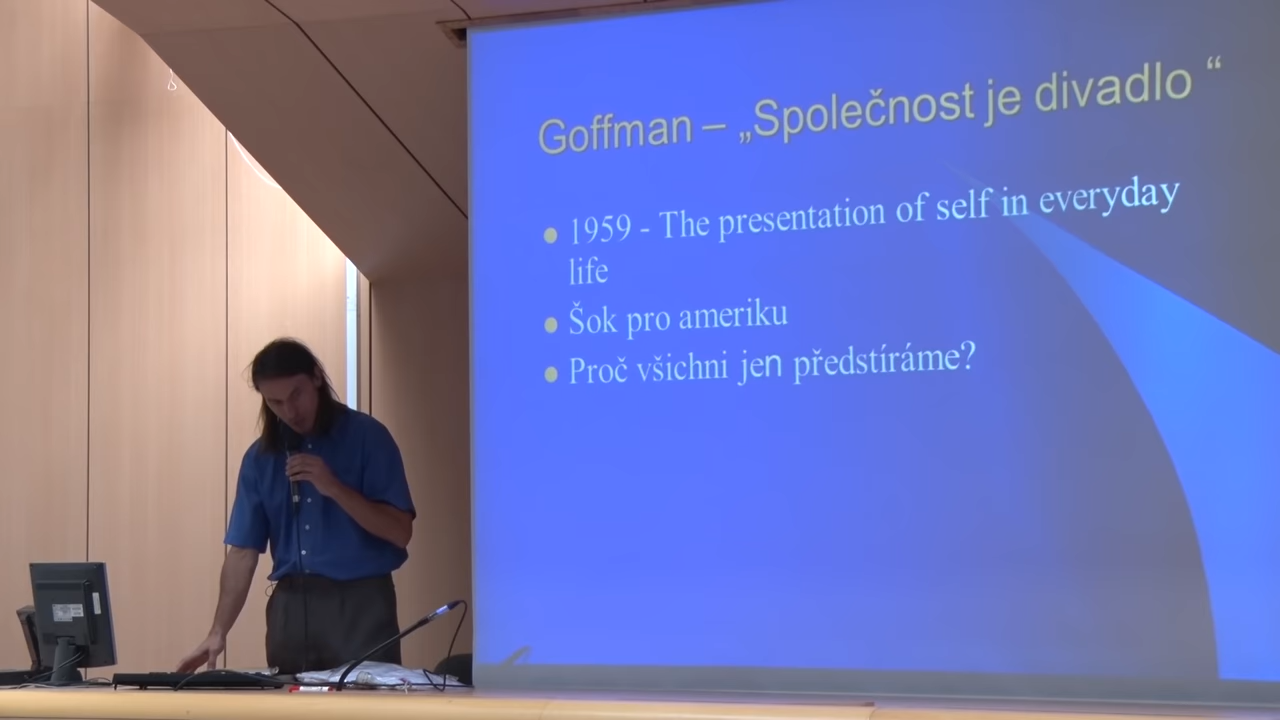 Goffman – „Společnost je divadlo “
1959 - The presentation of self in everyday
life
Šok pro ameriku
Proč všichni jen předstíráme?